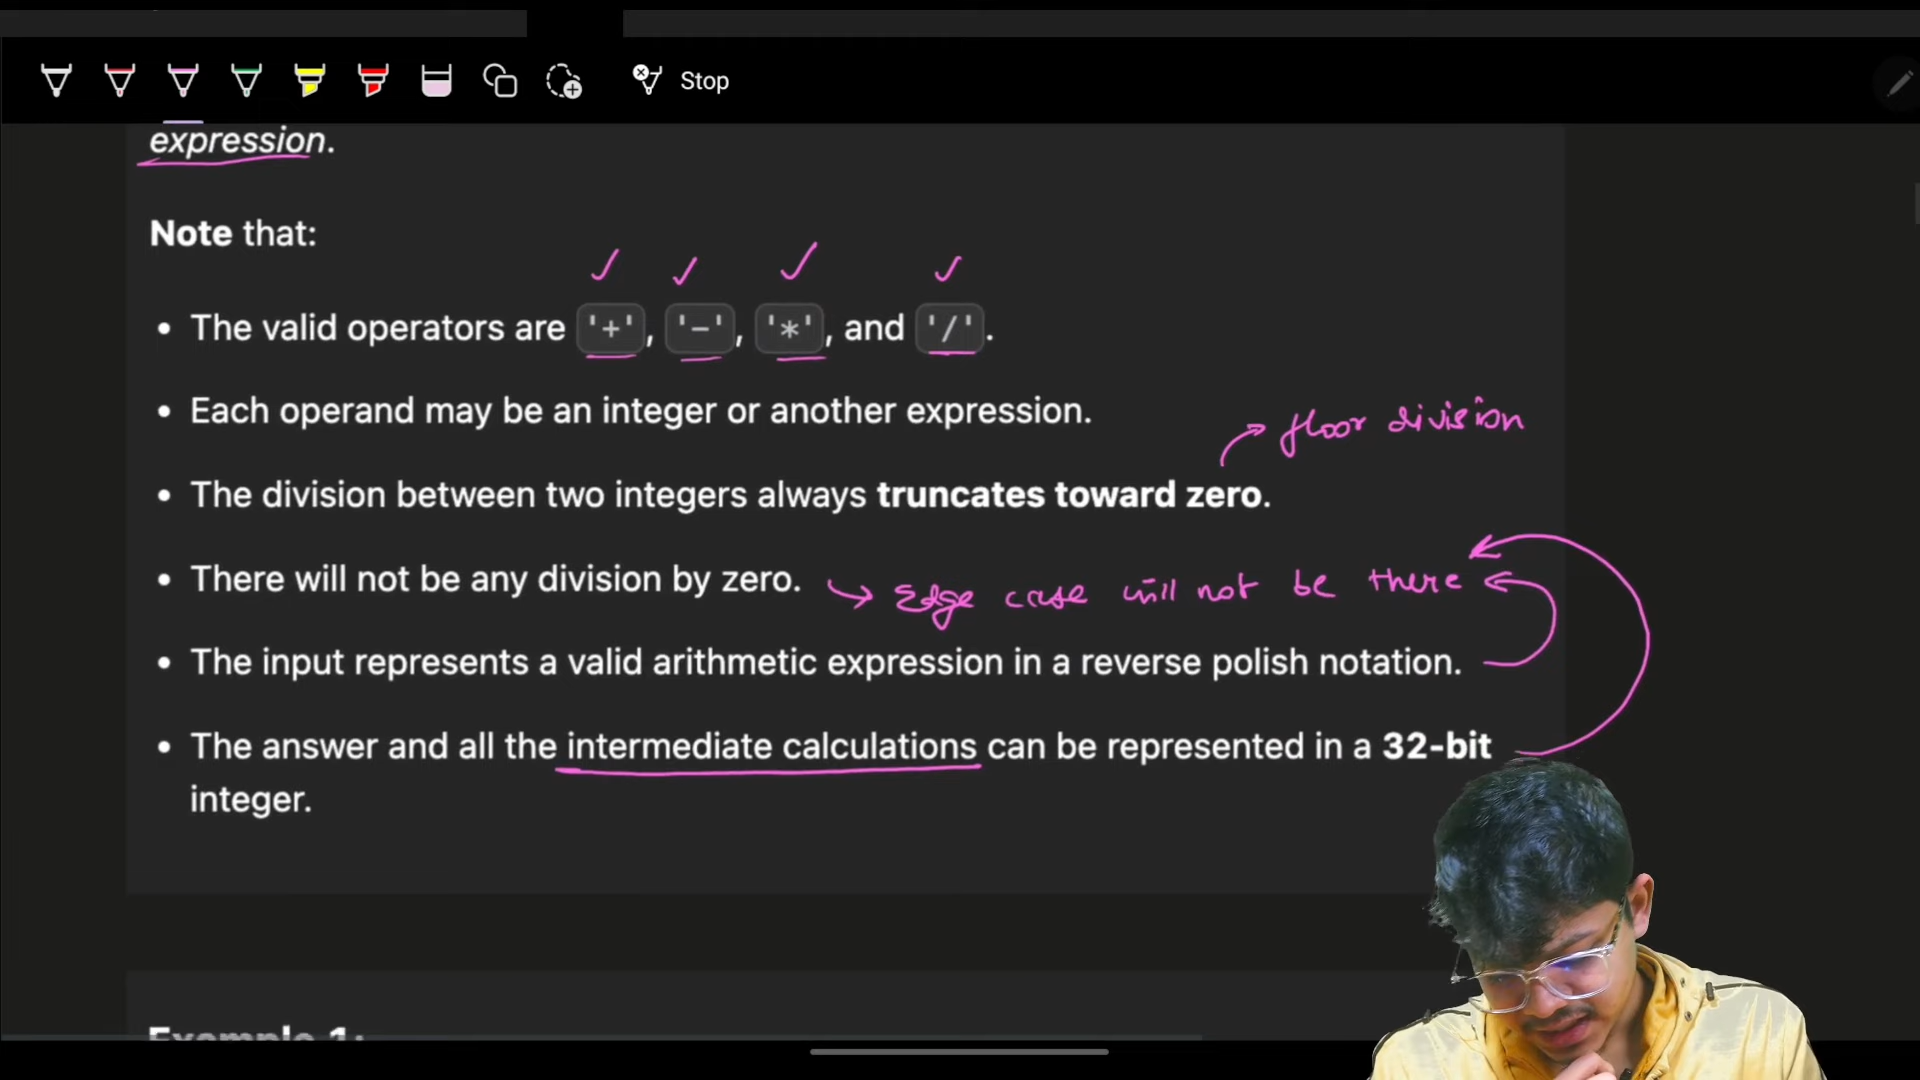 Stop
expression.
Note that:
• The valid operators are '+', '-', '*', and '/'.
• Each operand may be an integer or another expression.
floor division
• The division between two integers always truncates toward zero.
• There will not be any division by zero.
Edge case will not be there
• The input represents a valid arithmetic expression in a reverse polish notation.
• The answer and all the intermediate calculations can be represented in a 32-bit
integer.
Example 1: